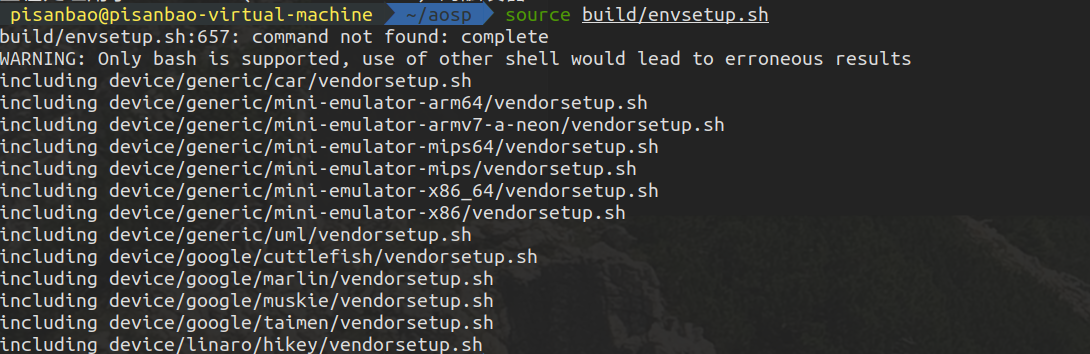 pisanbao@pisanbao-virtual-machine ~/aosp source build/envsetup.sh
build/envsetup.sh:657: command not found: complete
WARNING: Only bash is supported, use of other shell would lead to erroneous results
including device/generic/car/vendorsetup.sh
including device/generic/mini-emulator-arm64/vendorsetup.sh
including device/generic/mini-emulator-armv7-a-neon/vendorsetup.sh
including device/generic/mini-emulator-mips64/vendorsetup.sh
including device/generic/mini-emulator-mips/vendorsetup.sh
including device/generic/mini-emulator-x86_64/vendorsetup.sh
including device/generic/mini-emulator-x86/vendorsetup.sh
including device/generic/uml/vendorsetup.sh
including device/google/cuttlefish/vendorsetup.sh
including device/google/marlin/vendorsetup.sh
including device/google/muskie/vendorsetup.sh
including device/google/taimen/vendorsetup.sh
including device/linaro/hikey/vendorsetup.sh